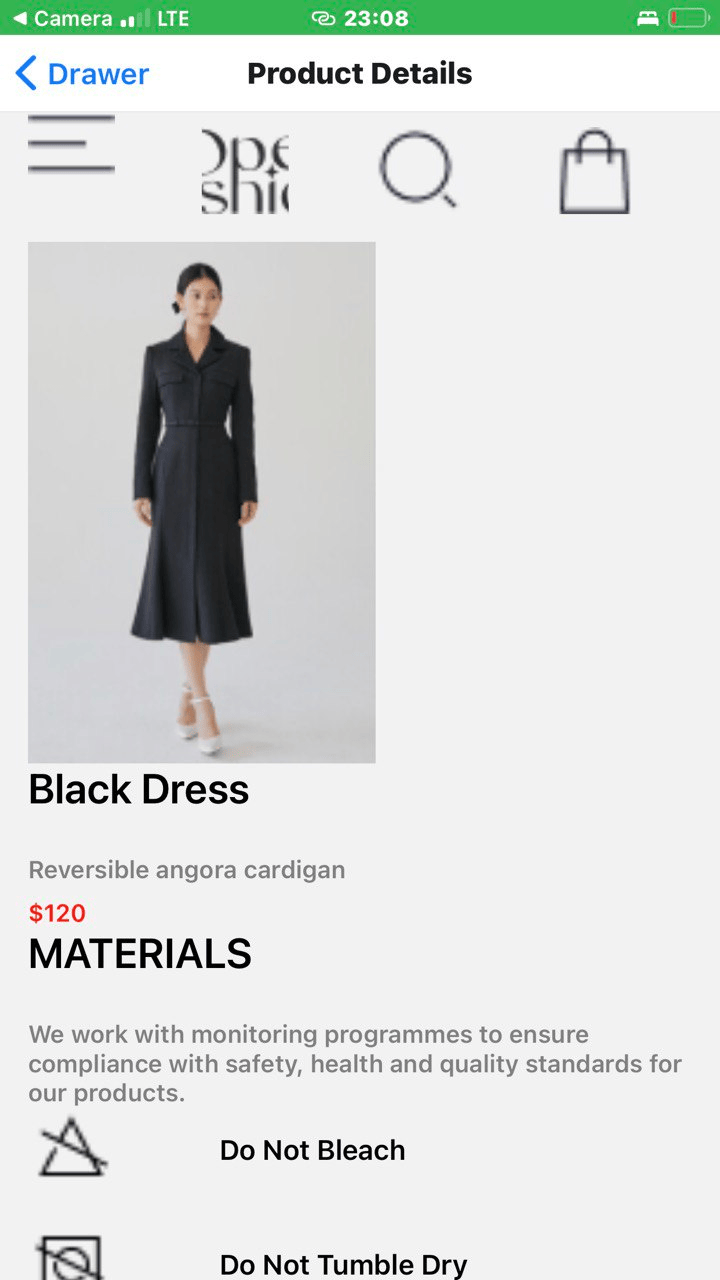 Camera LTE 23:08
Drawer Product Details
Ope
shi
Black Dress
Reversible angora cardigan
$120
MATERIALS
We work with monitoring programmes to ensure
compliance with safety, health and quality standards for
our products.
Do Not Bleach
Do Not Tumble Dry